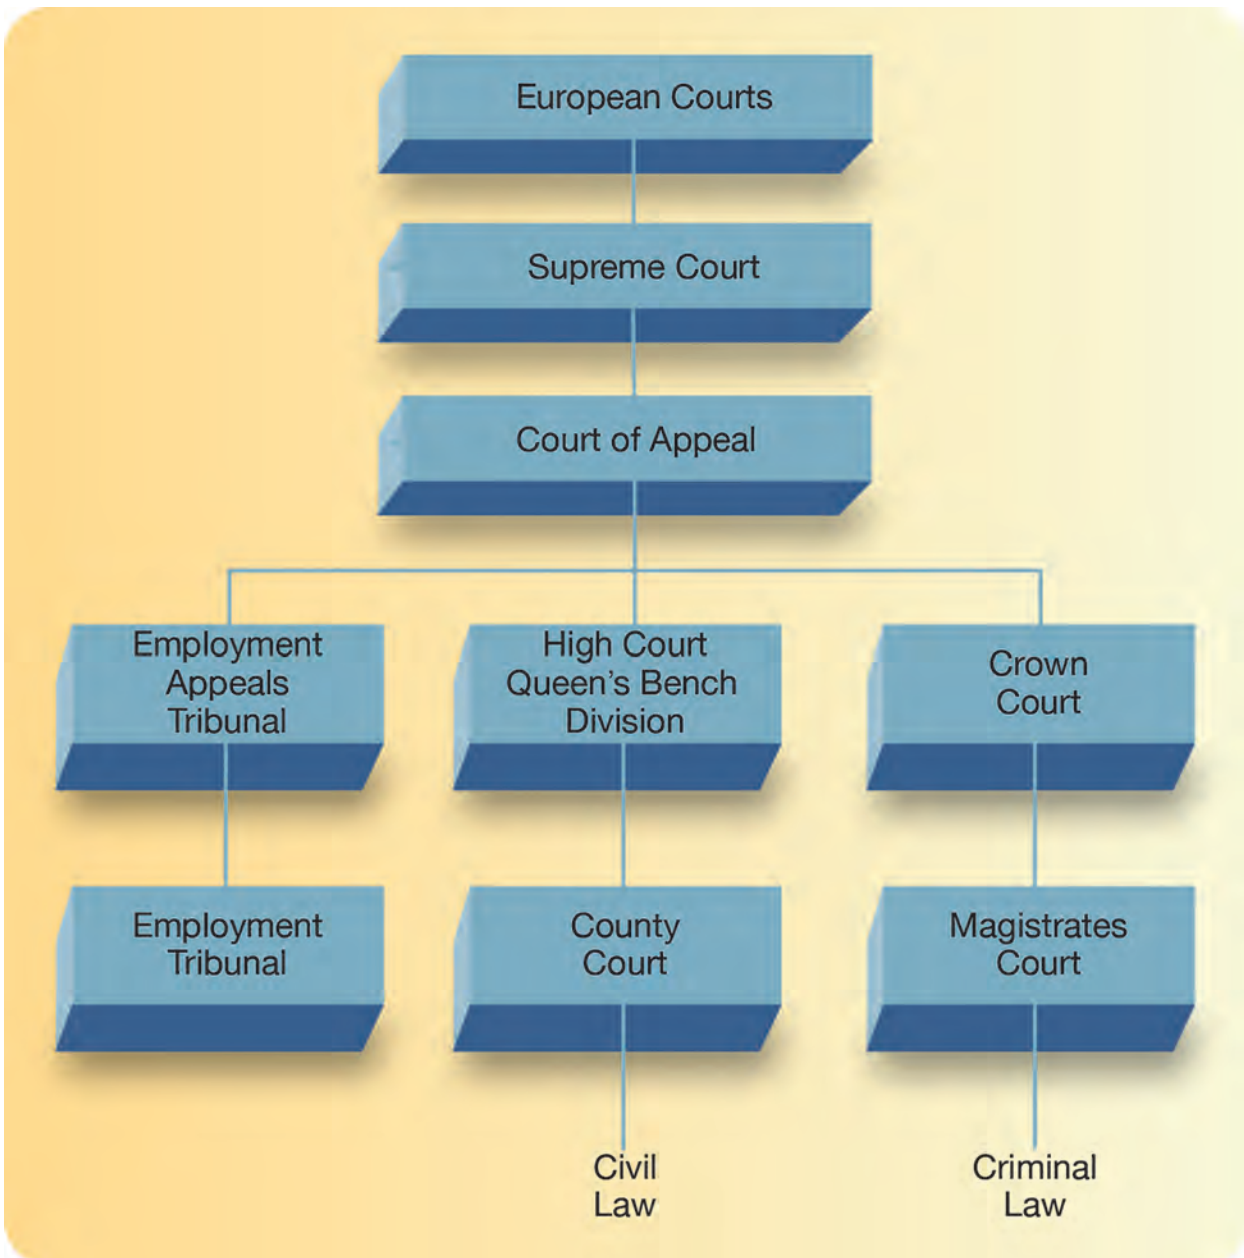 European Courts
Supreme Court
Court of Appeal
Employment
Appeals
Tribunal
High Court
Queen's Bench
Division
Crown
Court
Employment
Tribunal
County
Court
Magistrates
Court
Civil
Law
Criminal
Law